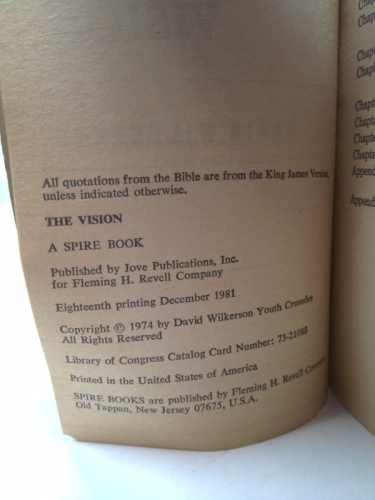 All quotations from the Bible are from the King James Version,
unless indicated otherwise.
THE VISION
A SPIRE BOOK
Published by Jove Publications, Inc.
for Fleming H. Revell Company
Eighteenth printing December 1981
Copyright © 1974 by David Wilkerson Youth Crusades
All Rights Reserved
Library of Congress Catalog Card Number: 73-21088
Printed in the United States of America
SPIRE BOOKS are published by Fleming H. Revell Company
Old Tappan, New Jersey 07675, U.S.A.